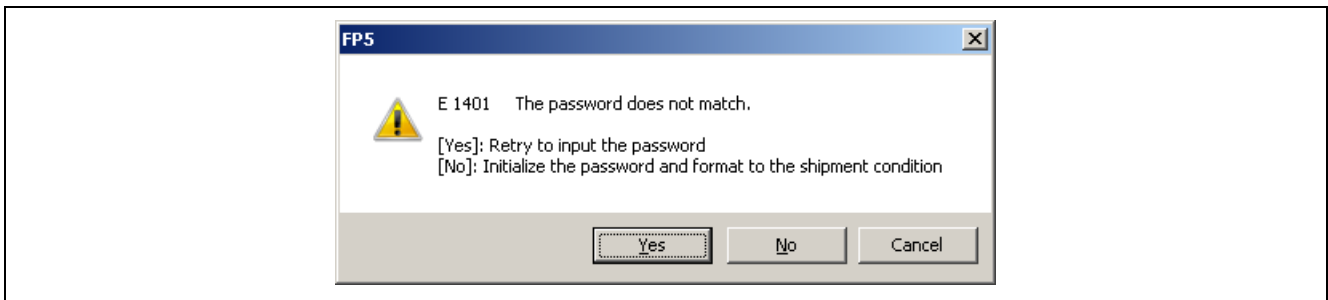 FP5
E 1401 The password does not match.
[Yes]: Retry to input the password
[No]: Initialize the password and format to the shipment condition
Yes
No
Cancel